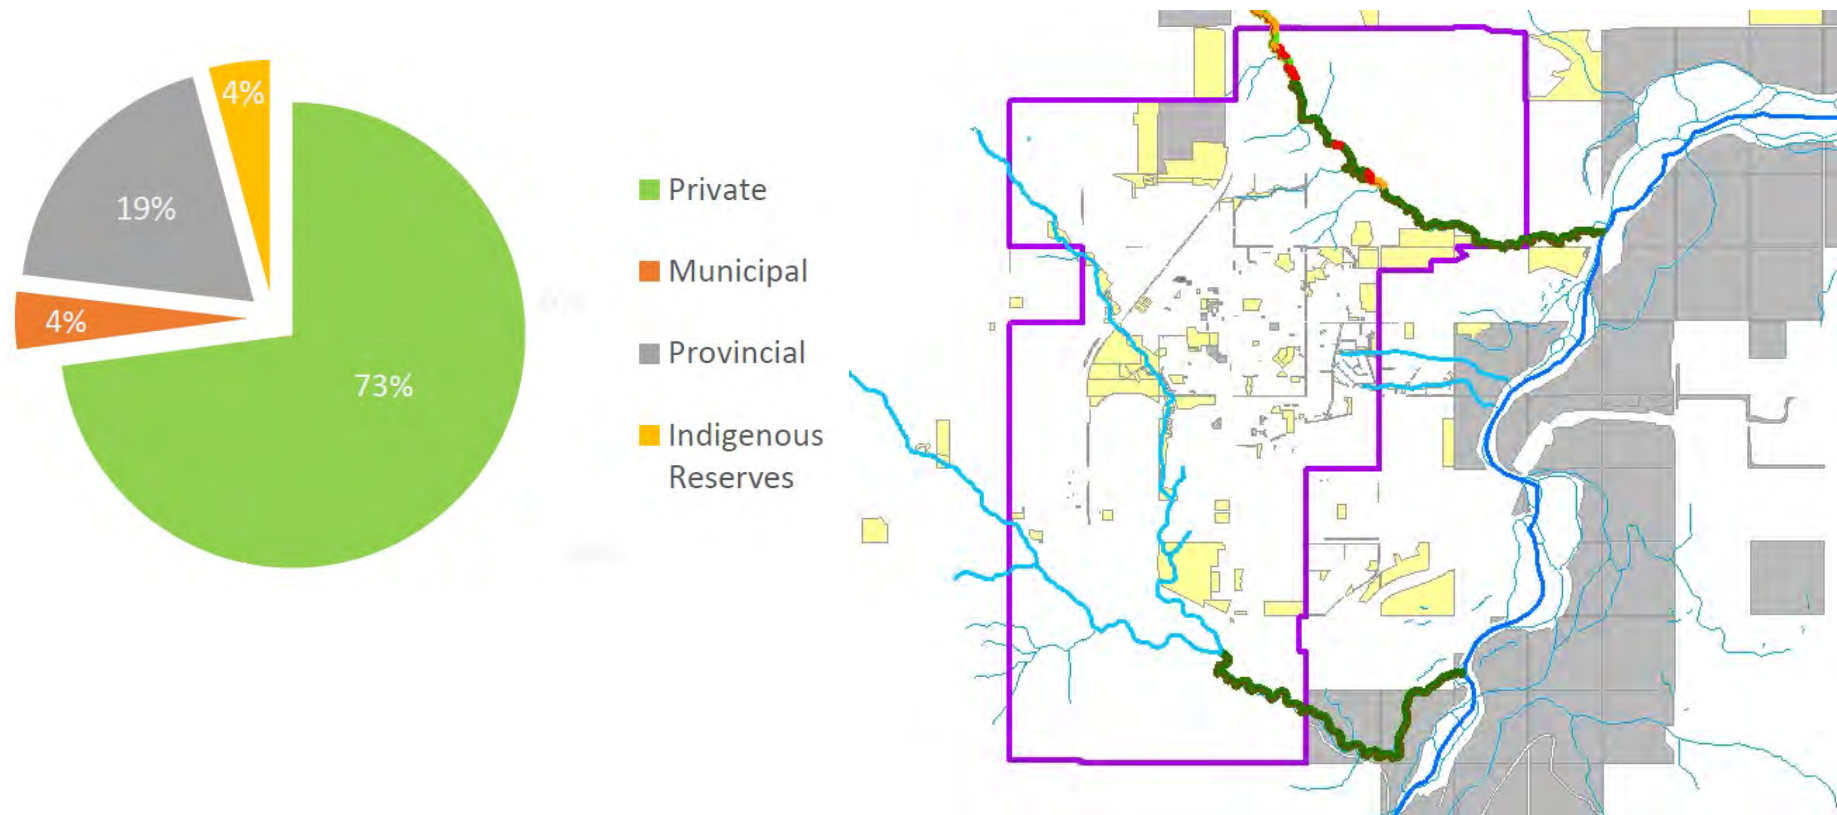 4%
19%
4%
73%
Private
Municipal
Provincial
Indigenous
Reserves